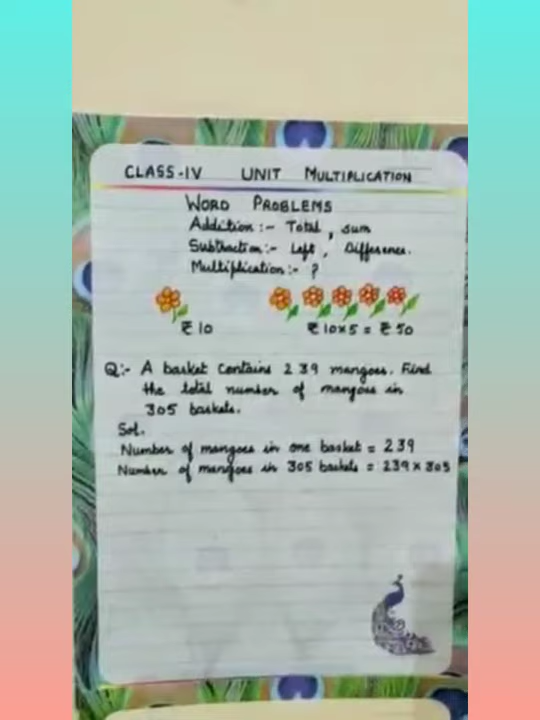 CLASS-IV UNIT MULTIPLICATION
WORD PROBLEMS
Addition :- Total , sum
Subtraction :- Left , Difference.
Multiplication :- ?
₹ 10 ₹ 10x5 = ₹ 50
Q:- A basket contains 239 mangoes. Find
the total number of mangoes in
305 baskets.
Sol.
Number of mangoes in one basket = 239
Number of mangoes in 305 baskets = 239 x 305